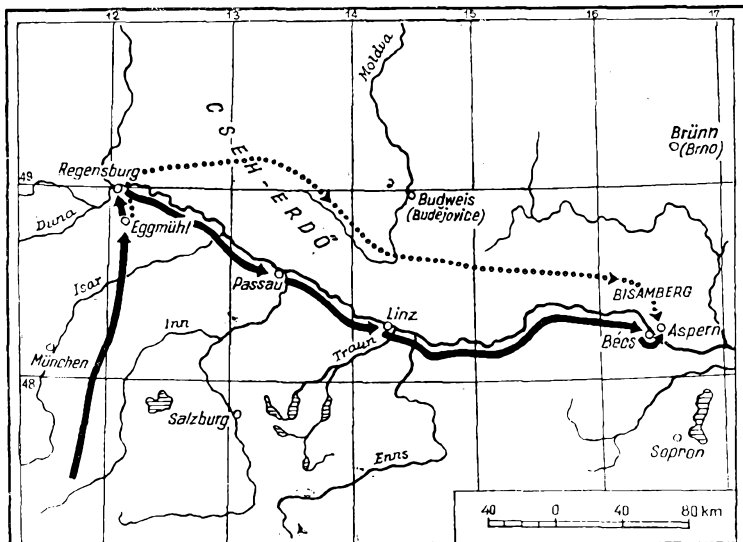 12
13
14
15
16
17
Moldva
CSEH-ERDŐ
Brünn
(Brno)
Regensburg
49
Budweis
(Budějovice)
Duna
Eggmühl
Isar
Passau
BISAMBERG
Linz
Inn
Bécs
Aspern
Traun
München
48
Salzburg
Enns
Sopron
40 0 40 80 km